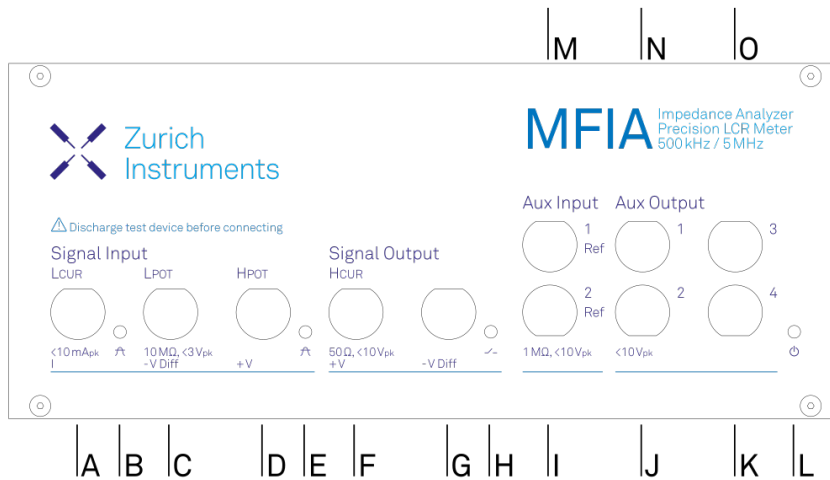 M N O
Zurich
Instruments
MFIA Impedance Analyzer
Precision LCR Meter
500 kHz / 5 MHz
Discharge test device before connecting
Signal Input
LCUR LPOT HPOT
Signal Output
HCUR
Aux Input Aux Output
1 1 3
Ref
2 2 4
Ref
<10 mApk 10 MΩ, <3 Vpk 50 Ω, <10 Vpk 1 MΩ, <10 Vpk <10 Vpk
I -V Diff +V +V -V Diff
A B C D E F G H I J K L